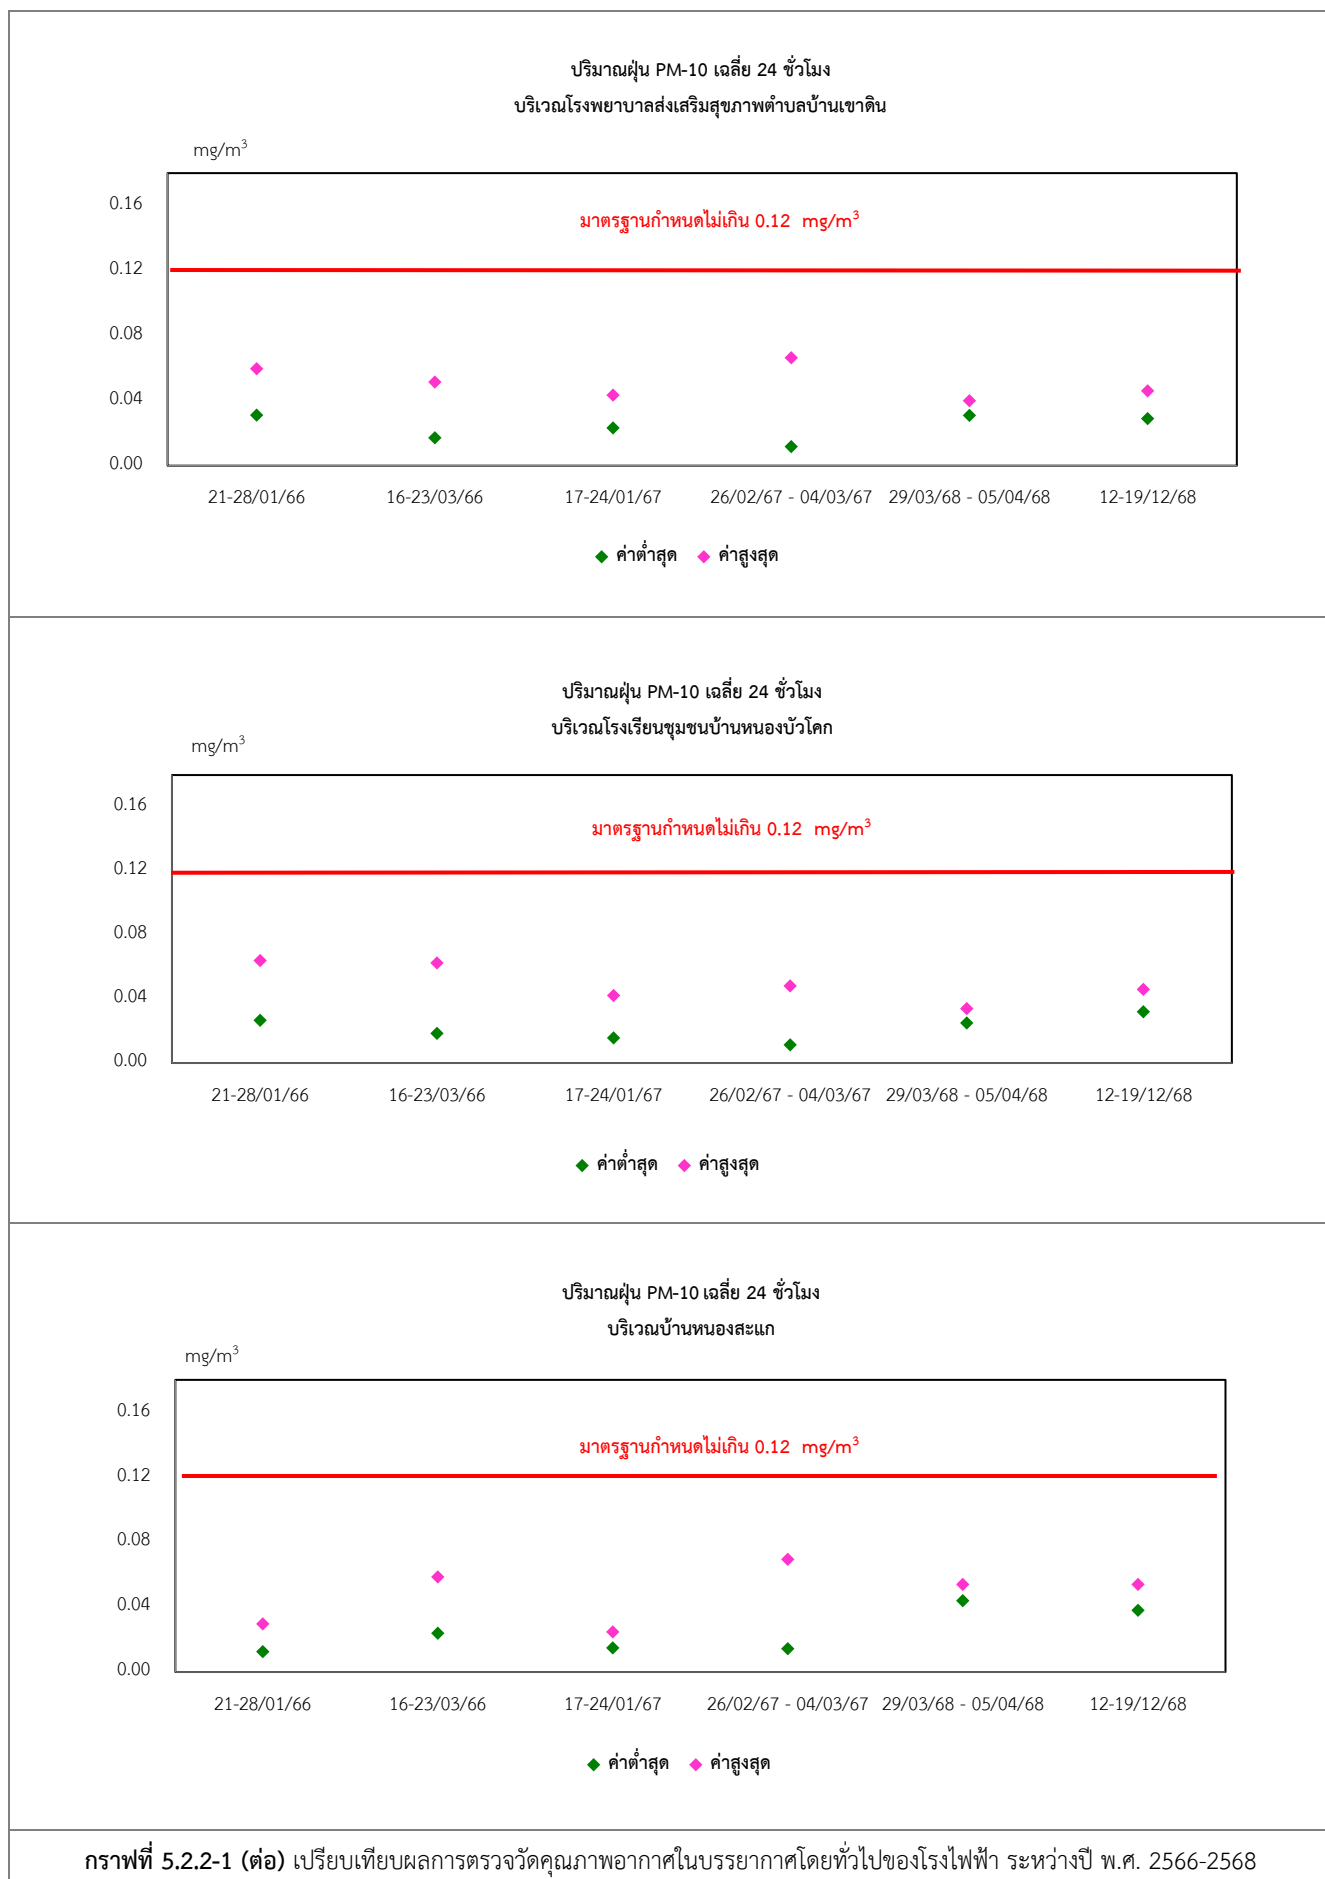 ปริมาณฝุ่น PM-10 เฉลี่ย 24 ชั่วโมง
บริเวณโรงพยาบาลส่งเสริมสุขภาพตำบลบ้านเขาดิน
mg/m³
0.16
มาตรฐานกำหนดไม่เกิน 0.12 mg/m³
0.12
0.08
0.04
0.00
21-28/01/66 16-23/03/66 17-24/01/67 26/02/67 - 04/03/67 29/03/68 - 05/04/68 12-19/12/68
ค่าต่ำสุด ค่าสูงสุด
ปริมาณฝุ่น PM-10 เฉลี่ย 24 ชั่วโมง
บริเวณโรงเรียนชุมชนบ้านหนองบัวโคก
mg/m³
0.16
มาตรฐานกำหนดไม่เกิน 0.12 mg/m³
0.12
0.08
0.04
0.00
21-28/01/66 16-23/03/66 17-24/01/67 26/02/67 - 04/03/67 29/03/68 - 05/04/68 12-19/12/68
ค่าต่ำสุด ค่าสูงสุด
ปริมาณฝุ่น PM-10 เฉลี่ย 24 ชั่วโมง
บริเวณบ้านหนองสะแก
mg/m³
0.16
มาตรฐานกำหนดไม่เกิน 0.12 mg/m³
0.12
0.08
0.04
0.00
21-28/01/66 16-23/03/66 17-24/01/67 26/02/67 - 04/03/67 29/03/68 - 05/04/68 12-19/12/68
ค่าต่ำสุด ค่าสูงสุด
กราฟที่ 5.2.2-1 (ต่อ) เปรียบเทียบผลการตรวจวัดคุณภาพอากาศในบรรยากาศโดยทั่วไปของโรงไฟฟ้า ระหว่างปี พ.ศ. 2566-2568